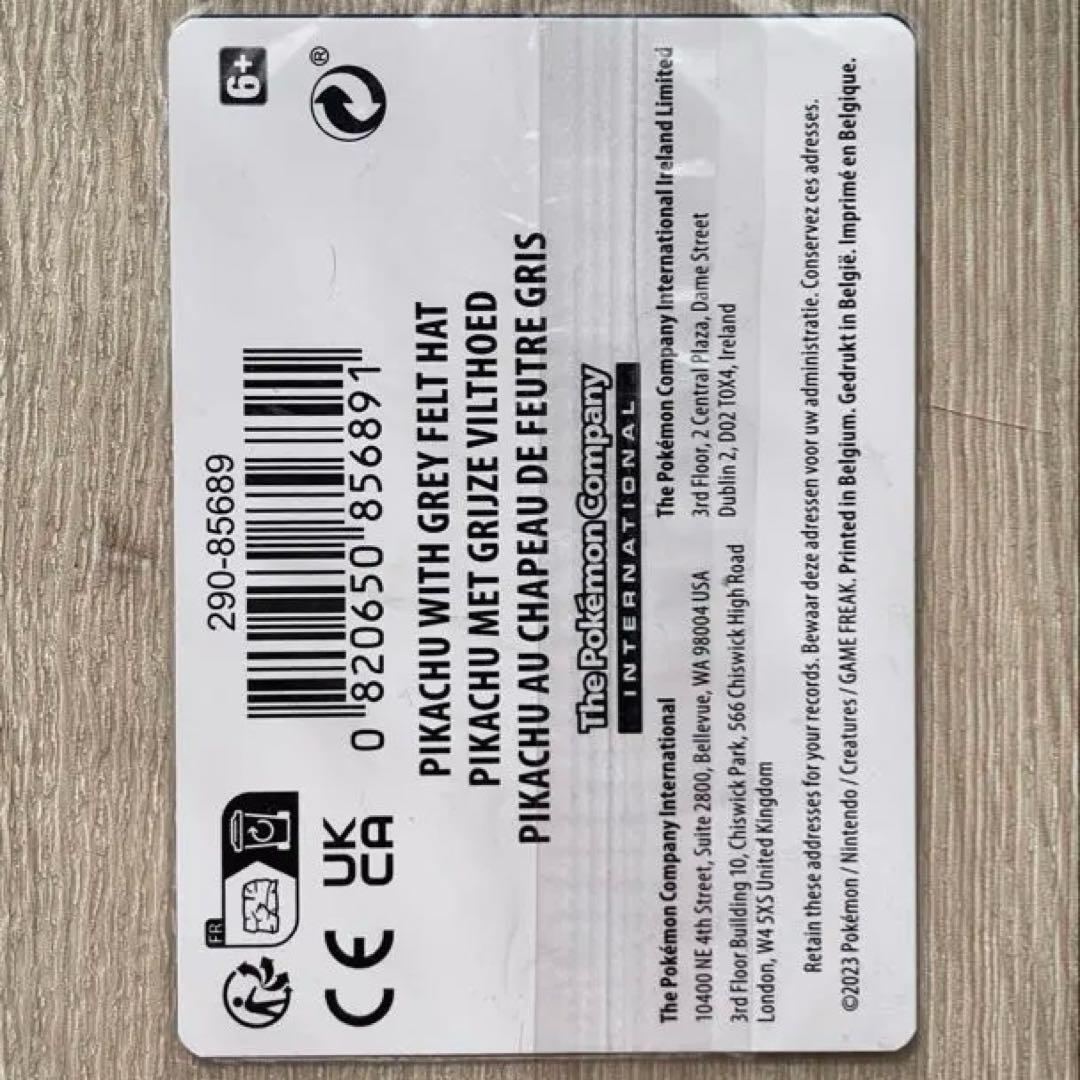 6+
®
FR
290-85689
0 820650 856891
CE
UK
CA
PIKACHU WITH GREY FELT HAT
PIKACHU MET GRIJZE VILTHOED
PIKACHU AU CHAPEAU DE FEUTRE GRIS
The Pokémon Company
INTERNATIONAL
The Pokémon Company International
10400 NE 4th Street, Suite 2800, Bellevue, WA 98004 USA
3rd Floor Building 10, Chiswick Park, 566 Chiswick High Road
London, W4 5XS United Kingdom
The Pokémon Company International Ireland Limited
3rd Floor, 2 Central Plaza, Dame Street
Dublin 2, D02 T0X4, Ireland
Retain these addresses for your records. Bewaar deze adressen voor uw administratie. Conservez ces adresses.
©2023 Pokémon / Nintendo / Creatures / GAME FREAK. Printed in Belgium. Gedrukt in België. Imprimé en Belgique.